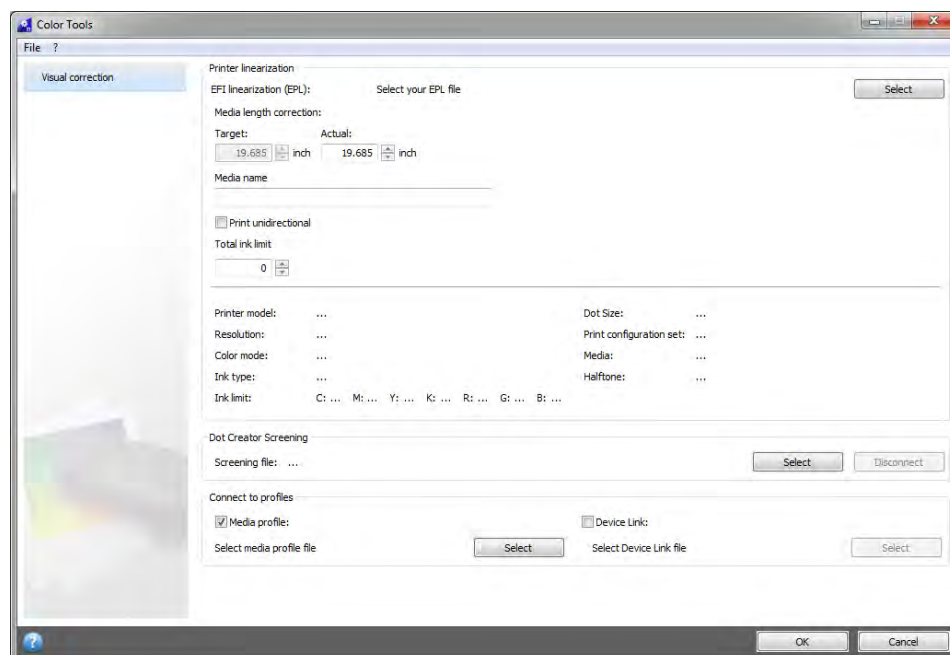 Color Tools
File ?
Visual correction
Printer linearization
EFI linearization (EPL): Select your EPL file Select
Media length correction:
Target: Actual:
19.685 inch 19.685 inch
Media name
Print unidirectional
Total ink limit
0
Printer model: ... Dot Size: ...
Resolution: ... Print configuration set: ...
Color mode: ... Media: ...
Ink type: ... Halftone: ...
Ink limit: C: ... M: ... Y: ... K: ... R: ... G: ... B: ...
Dot Creator Screening
Screening file: ... Select Disconnect
Connect to profiles
Media profile: Device Link:
Select media profile file Select Select Device Link file Select
? OK Cancel